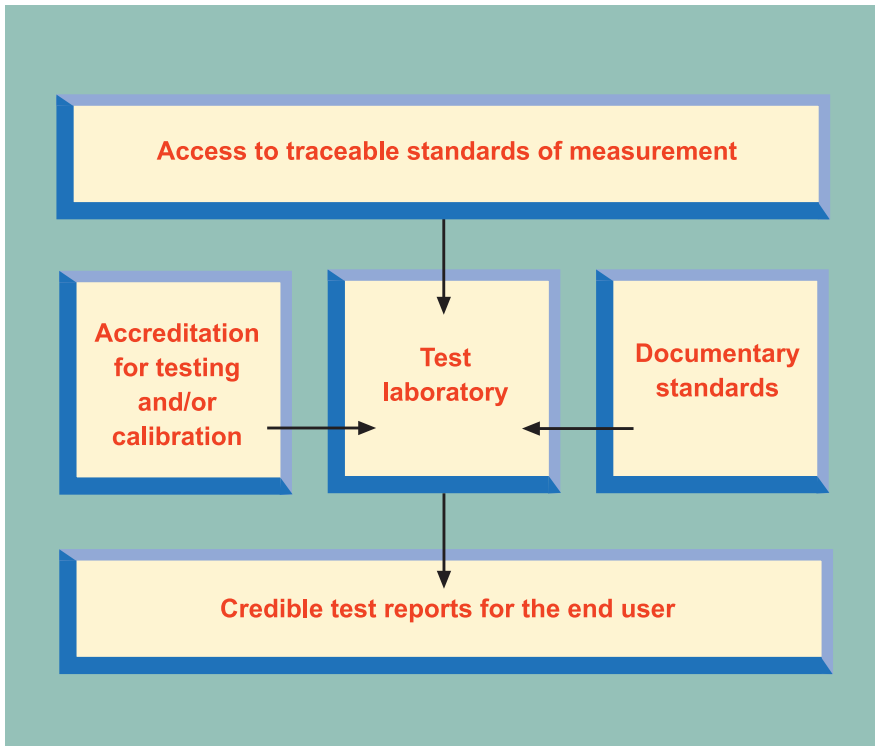 Access to traceable standards of measurement
Accreditation
for testing
and/or
calibration
Test
laboratory
Documentary
standards
Credible test reports for the end user